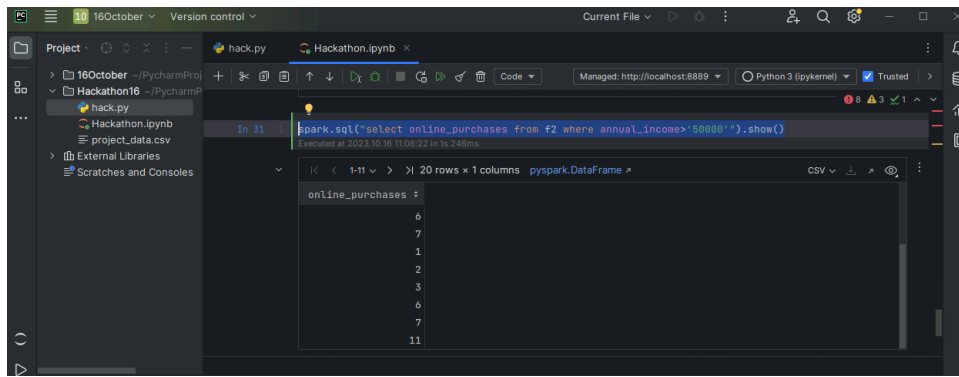 PC 10 16October Version control Current File
Project
hack.py Hackathon.ipynb
16October ~/PycharmProj
Hackathon16 ~/PycharmP
hack.py
Hackathon.ipynb
project_data.csv
External Libraries
Scratches and Consoles
Code Managed: http://localhost:8889 Python 3 (ipykernel) Trusted
8 3 1
In 31 1 spark.sql("select online_purchases from f2 where annual_income>'50000'").show()
Executed at 2023.10.16 11:08:22 in 1s 246ms
1-11 20 rows × 1 columns pyspark.DataFrame CSV
online_purchases
6
7
1
2
3
6
7
11